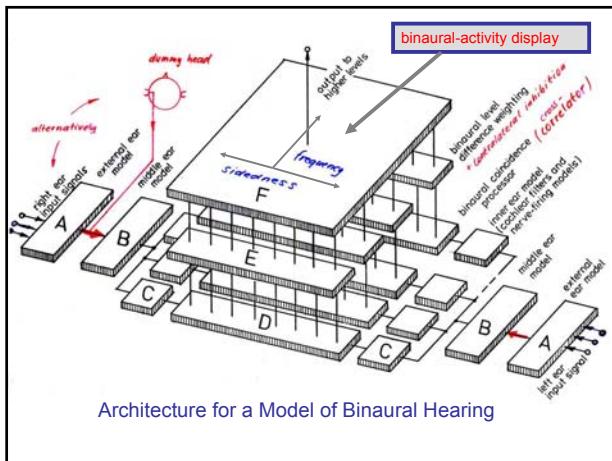 binaural-activity display
dummy head
alternatively
output to
higher levels
frequency
sidedness
F
binaural level
difference weighting
+ contralateral inhibition
cross-
(correlator)
binaural coincidence
processor
inner ear model
(cochlear filters and
nerve-firing models)
right ear
input signals
external ear
model
middle ear
model
A
B
C
E
D
C
B
A
middle ear
model
external
ear model
left ear
input signal
Architecture for a Model of Binaural Hearing